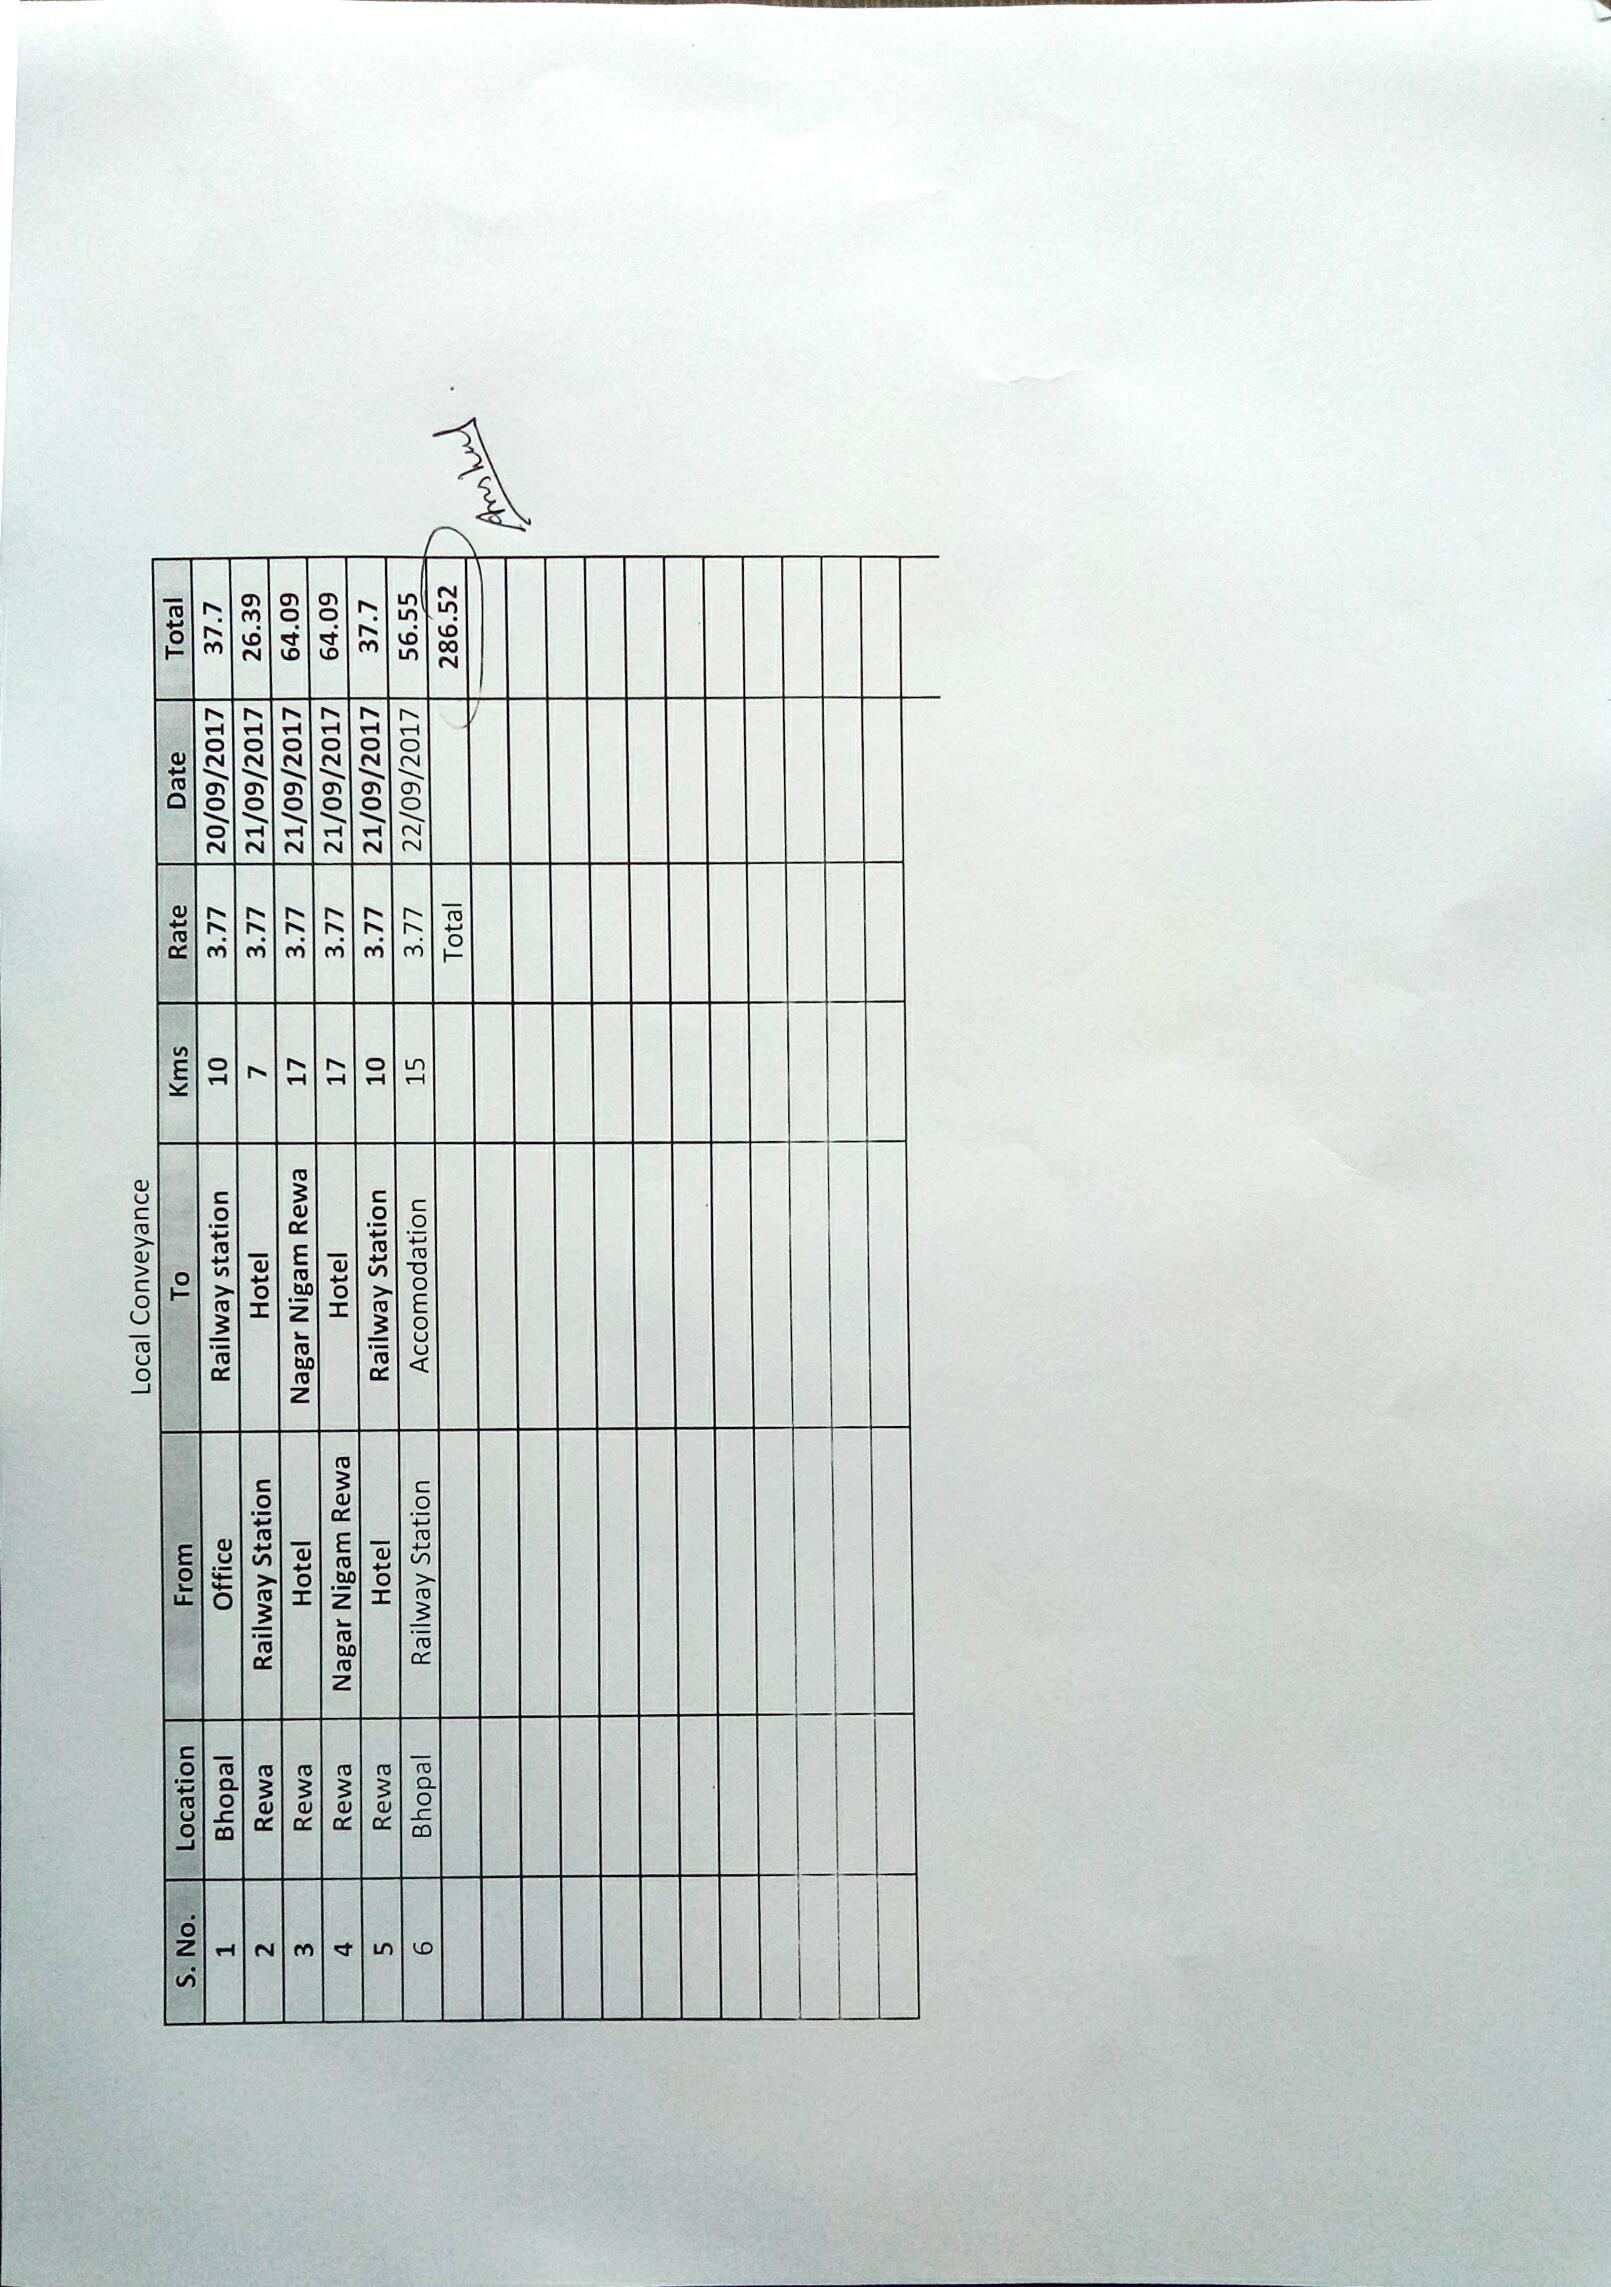 Local Conveyance
S. No. Location From To Kms Rate Date Total
1 Bhopal Office Railway station 10 3.77 20/09/2017 37.7
2 Rewa Railway Station Hotel 7 3.77 21/09/2017 26.39
3 Rewa Hotel Nagar Nigam Rewa 17 3.77 21/09/2017 64.09
4 Rewa Nagar Nigam Rewa Hotel 17 3.77 21/09/2017 64.09
5 Rewa Hotel Railway Station 10 3.77 21/09/2017 37.7
6 Bhopal Railway Station Accomodation 15 3.77 22/09/2017 56.55
Total 286.52